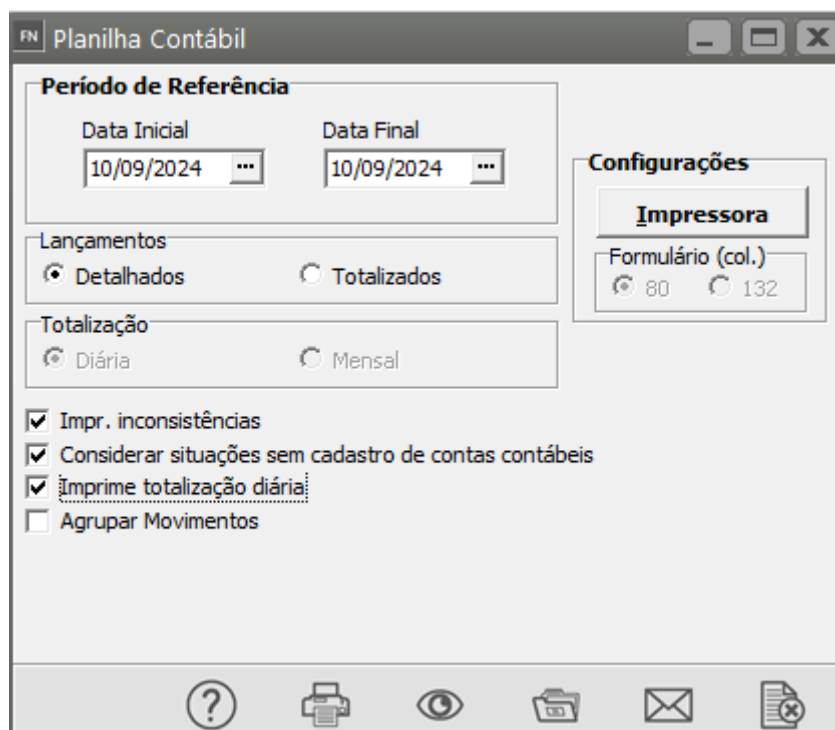 FN Planilha Contábil
Período de Referência
Data Inicial Data Final
10/09/2024 ... 10/09/2024 ...
Configurações
Impressora
Formulário (col.)
80 132
Lançamentos
Detalhados Totalizados
Totalização
Diária Mensal
Impr. inconsistências
Considerar situações sem cadastro de contas contábeis
Imprime totalização diária
Agrupar Movimentos
?